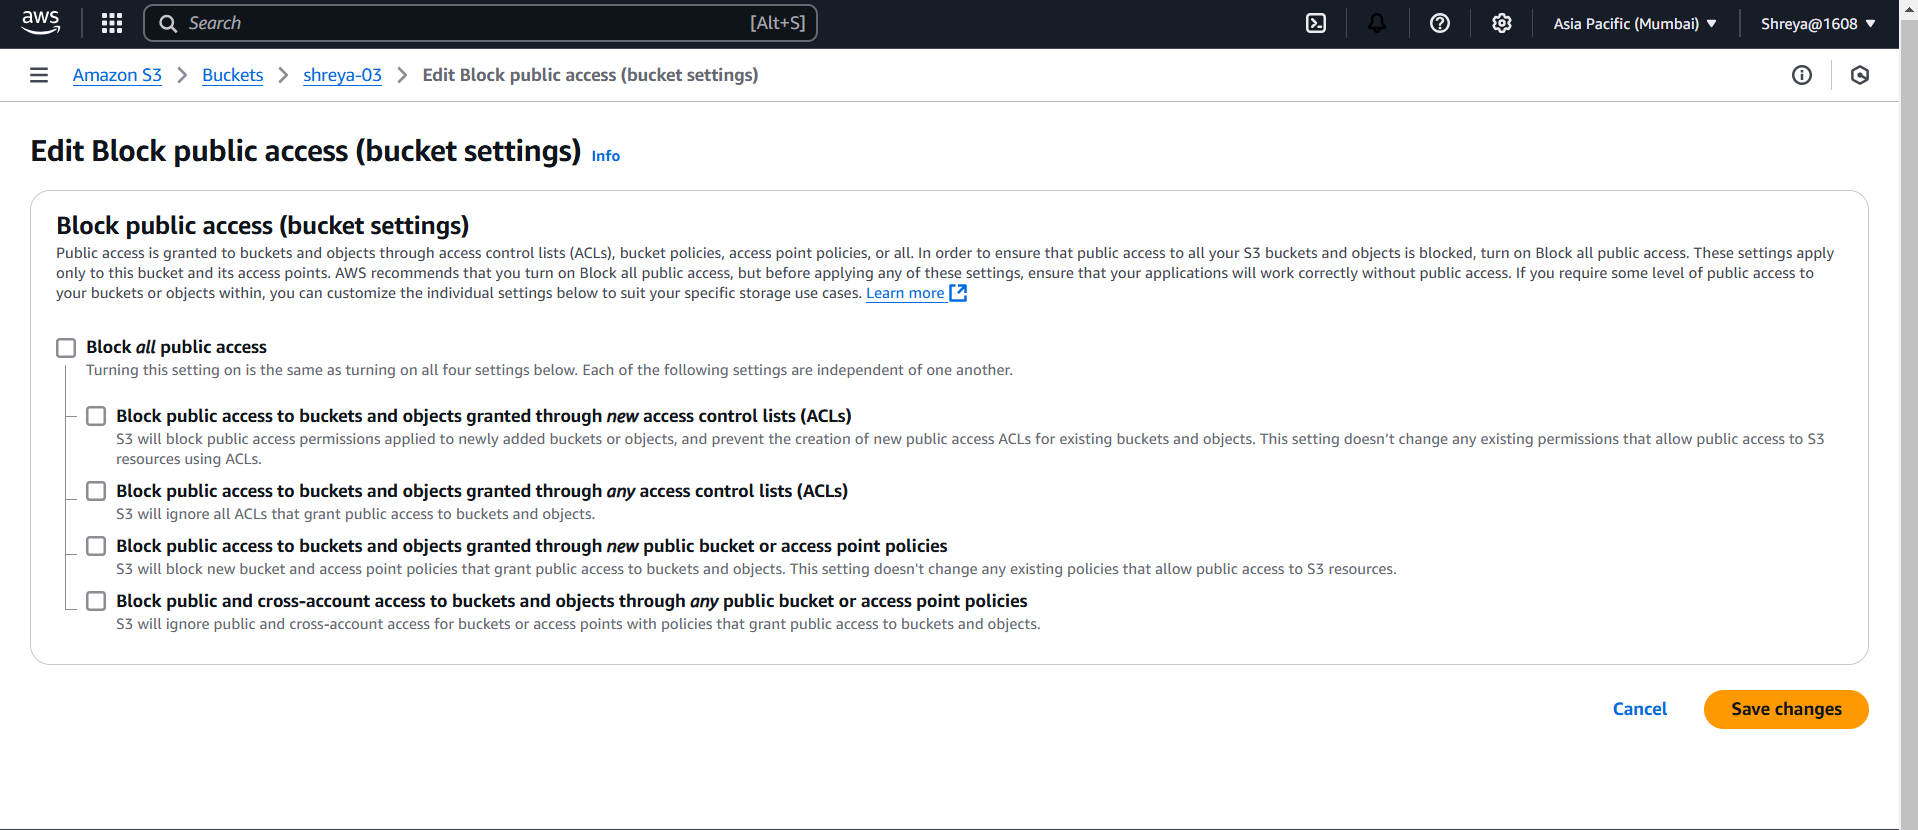 aws
Search [Alt+S]
Asia Pacific (Mumbai)
Shreya@1608
Amazon S3 Buckets shreya-03 Edit Block public access (bucket settings)
Edit Block public access (bucket settings) Info
Block public access (bucket settings)
Public access is granted to buckets and objects through access control lists (ACLs), bucket policies, access point policies, or all. In order to ensure that public access to all your S3 buckets and objects is blocked, turn on Block all public access. These settings apply
only to this bucket and its access points. AWS recommends that you turn on Block all public access, but before applying any of these settings, ensure that your applications will work correctly without public access. If you require some level of public access to
your buckets or objects within, you can customize the individual settings below to suit your specific storage use cases. Learn more
Block all public access
Turning this setting on is the same as turning on all four settings below. Each of the following settings are independent of one another.
Block public access to buckets and objects granted through new access control lists (ACLs)
S3 will block public access permissions applied to newly added buckets or objects, and prevent the creation of new public access ACLs for existing buckets and objects. This setting doesn’t change any existing permissions that allow public access to S3
resources using ACLs.
Block public access to buckets and objects granted through any access control lists (ACLs)
S3 will ignore all ACLs that grant public access to buckets and objects.
Block public access to buckets and objects granted through new public bucket or access point policies
S3 will block new bucket and access point policies that grant public access to buckets and objects. This setting doesn't change any existing policies that allow public access to S3 resources.
Block public and cross-account access to buckets and objects through any public bucket or access point policies
S3 will ignore public and cross-account access for buckets or access points with policies that grant public access to buckets and objects.
Cancel
Save changes